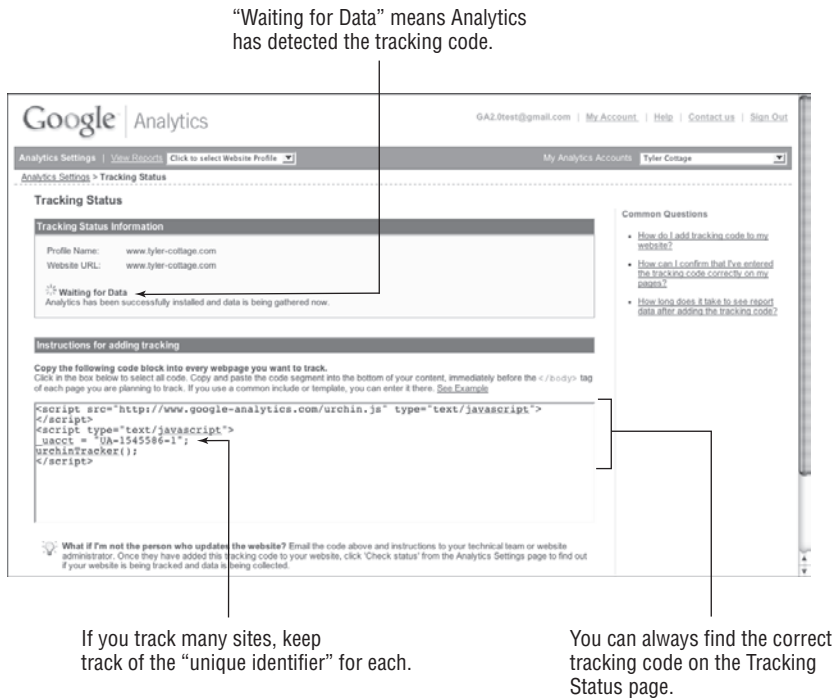 “Waiting for Data” means Analytics
has detected the tracking code.
Google Analytics
GA2.0test@gmail.com | My Account | Help | Contact us | Sign Out
Analytics Settings | View Reports Click to select Website Profile
My Analytics Accounts Tyler Cottage
Analytics Settings > Tracking Status
Tracking Status
Tracking Status Information
Profile Name: www.tyler-cottage.com
Website URL: www.tyler-cottage.com
Waiting for Data
Analytics has been successfully installed and data is being gathered now.
Instructions for adding tracking
Copy the following code block into every webpage you want to track.
Click in the box below to select all code. Copy and paste the code segment into the bottom of your content, immediately before the </body> tag
of each page you are planning to track. If you use a common include or template, you can enter it there. See Example
<script src="http://www.google-analytics.com/urchin.js" type="text/javascript">
</script>
<script type="text/javascript">
_uacct = "UA-1545586-1";
urchinTracker();
</script>
What if I'm not the person who updates the website? Email the code above and instructions to your technical team or website
administrator. Once they have added this tracking code to your website, click 'Check status' from the Analytics Settings page to find out
if your website is being tracked and data is being collected.
Common Questions
• How do I add tracking code to my
website?
• How can I confirm that I've entered
the tracking code correctly on my
pages?
• How long does it take to see report
data after adding the tracking code?
If you track many sites, keep
track of the “unique identifier” for each.
You can always find the correct
tracking code on the Tracking
Status page.